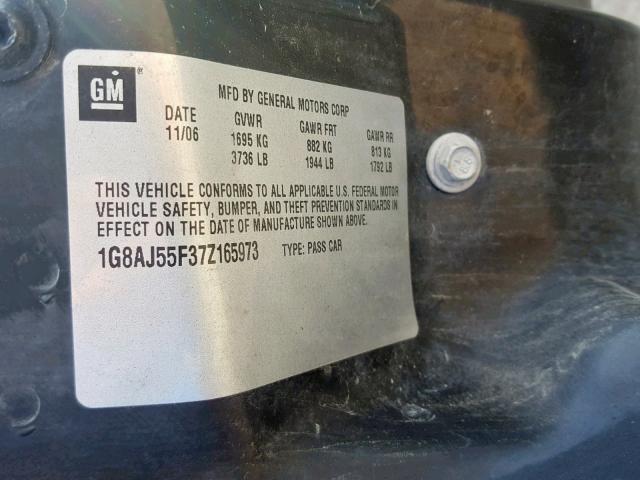 GM
MFD BY GENERAL MOTORS CORP
DATE GVWR GAWR FRT GAWR RR
11/06 1695 KG 882 KG 813 KG
3736 LB 1944 LB 1792 LB
THIS VEHICLE CONFORMS TO ALL APPLICABLE U.S. FEDERAL MOTOR
VEHICLE SAFETY, BUMPER, AND THEFT PREVENTION STANDARDS IN
EFFECT ON THE DATE OF MANUFACTURE SHOWN ABOVE.
1G8AJ55F37Z165973 TYPE: PASS CAR